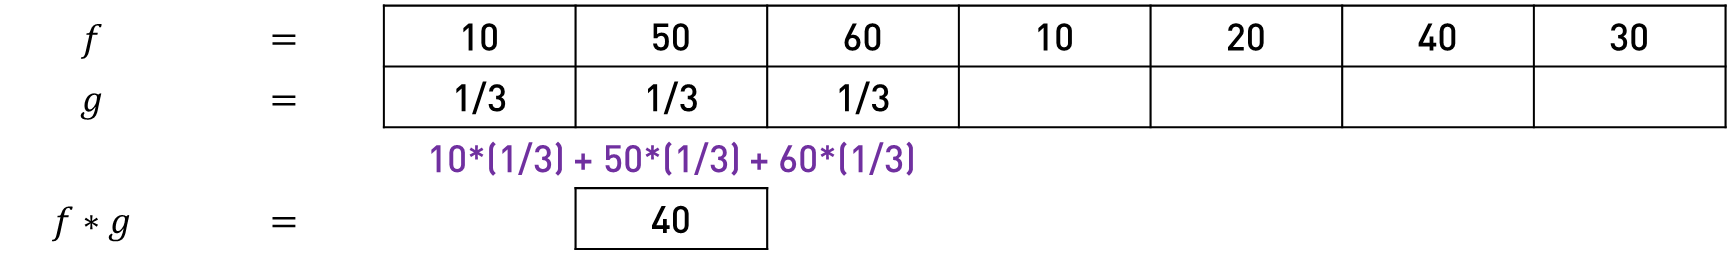 f = 10 50 60 10 20 40 30
g = 1/3 1/3 1/3
10*(1/3) + 50*(1/3) + 60*(1/3)
f * g = 40